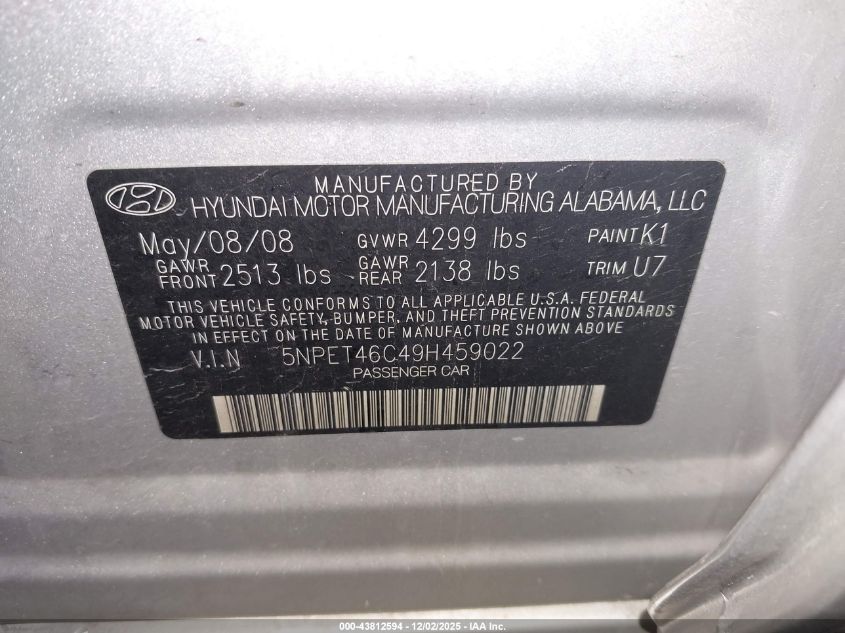 MANUFACTURED BY
HYUNDAI MOTOR MANUFACTURING ALABAMA, LLC
May/08/08 GVWR 4299 lbs PAINT K1
GAWR FRONT 2513 lbs GAWR REAR 2138 lbs TRIM U7
THIS VEHICLE CONFORMS TO ALL APPLICABLE U.S.A. FEDERAL
MOTOR VEHICLE SAFETY, BUMPER, AND THEFT PREVENTION STANDARDS
IN EFFECT ON THE DATE OF MANUFACTURE SHOWN ABOVE
V.I.N 5NPET46C49H459022
PASSENGER CAR
000-43812594 - 12/02/2025 - IAA Inc.